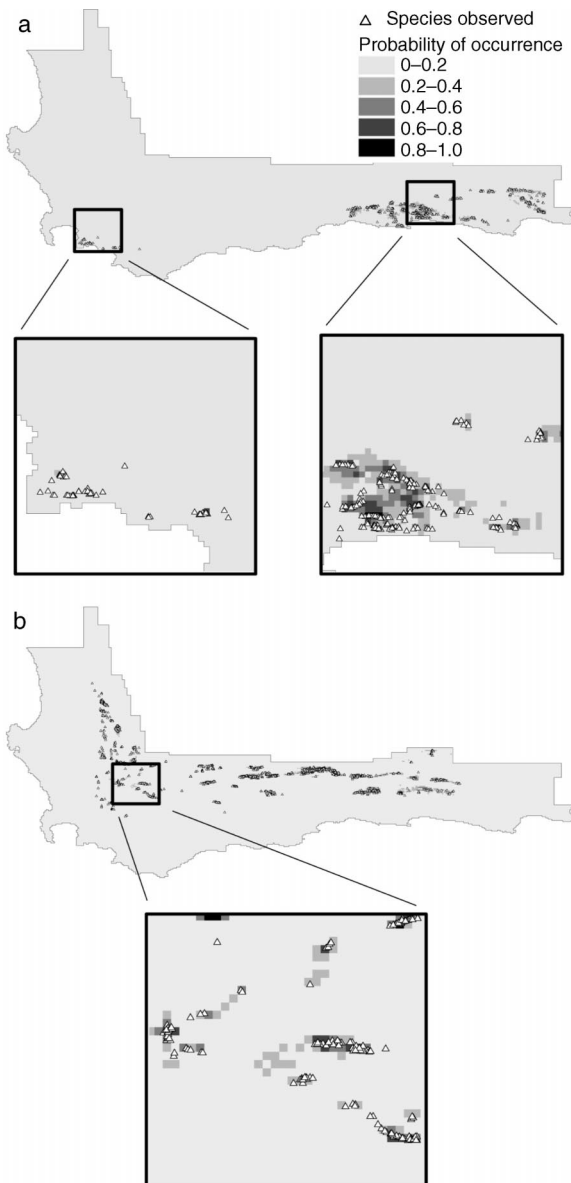 a
Species observed
Probability of occurrence
0–0.2
0.2–0.4
0.4–0.6
0.6–0.8
0.8–1.0
b